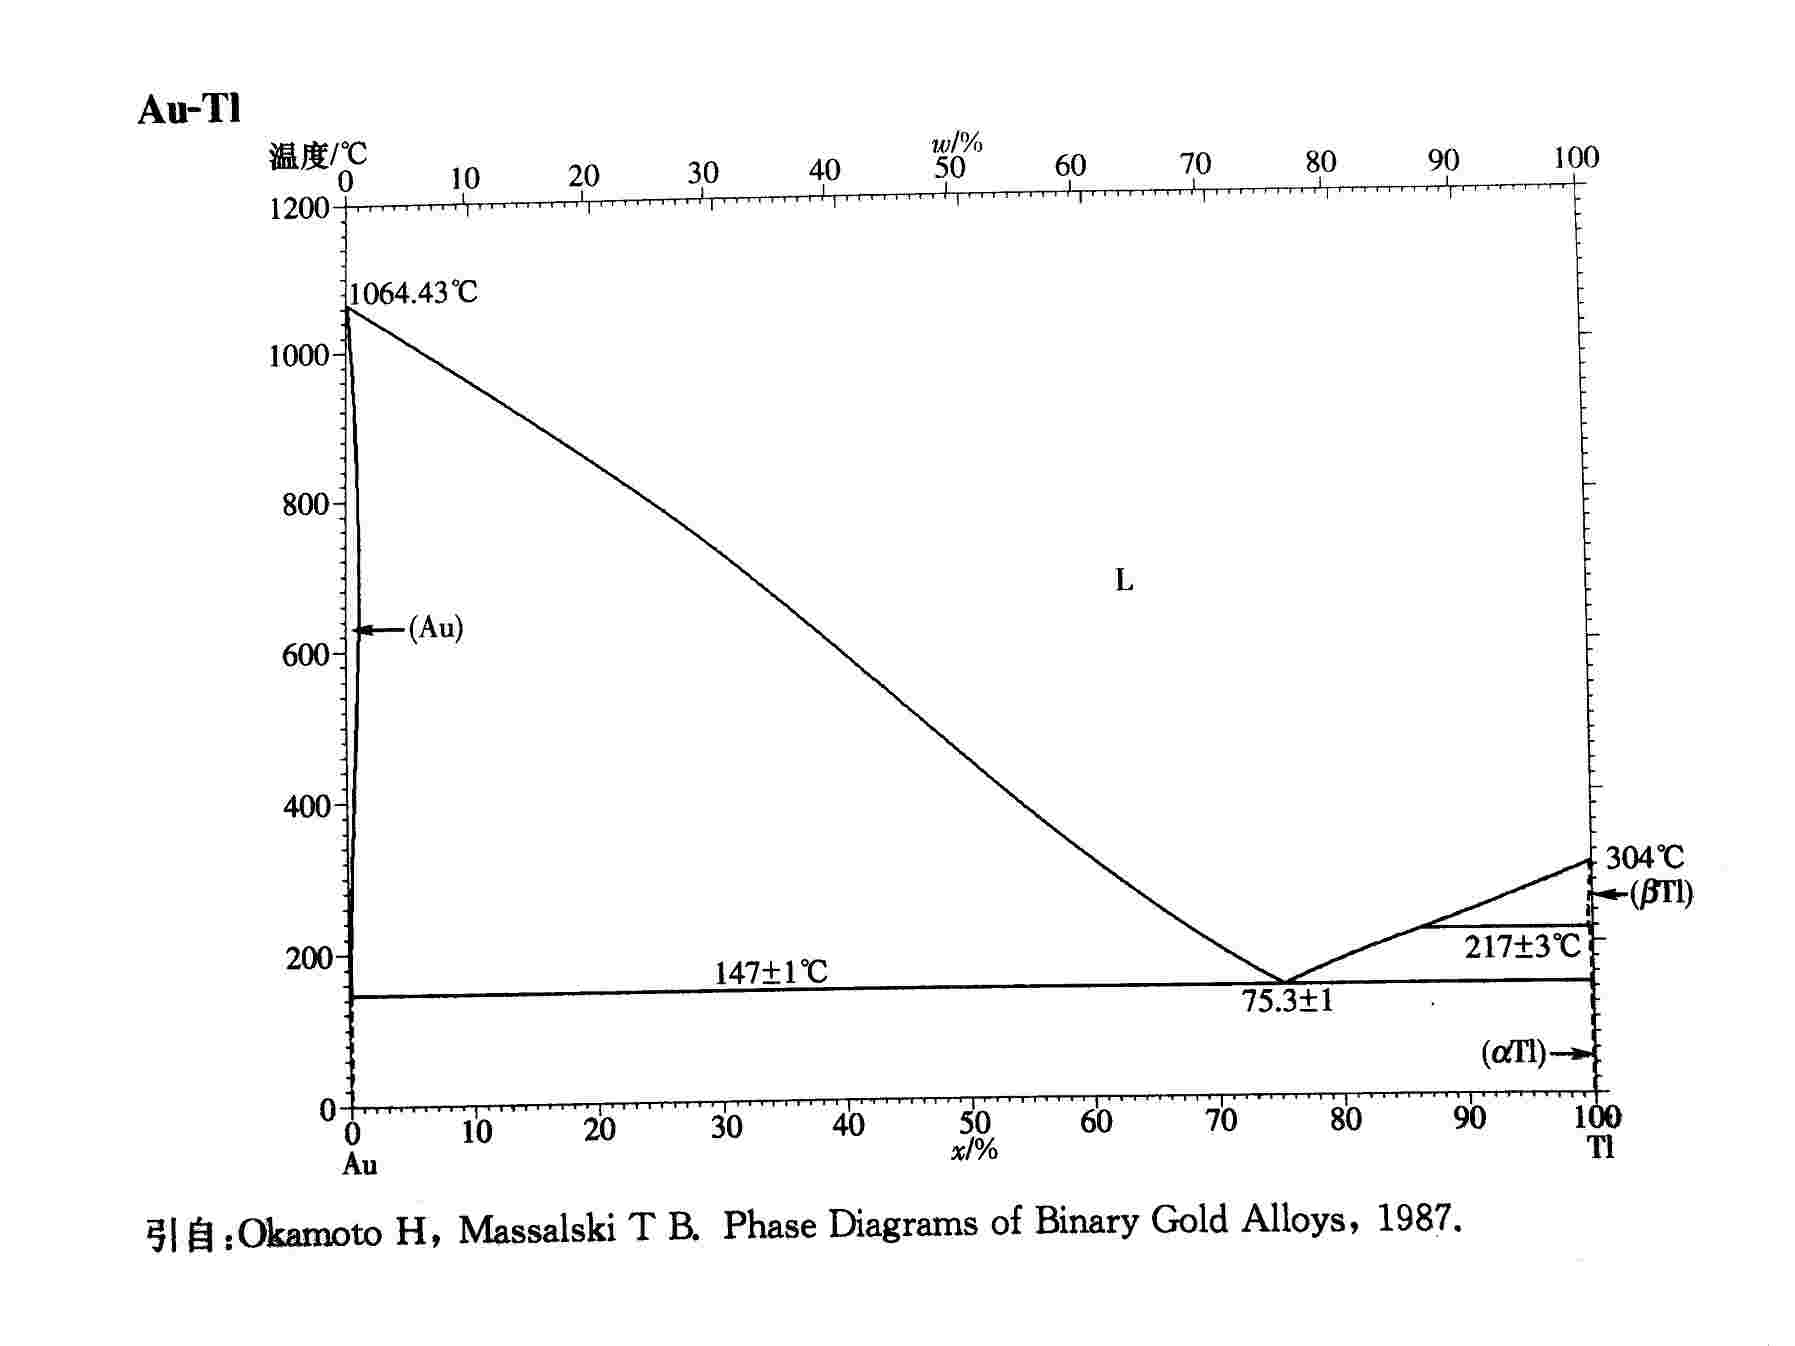 Au-Tl
w/%
温度/℃
0 10 20 30 40 50 60 70 80 90 100
1200
1064.43℃
1000
800
L
(Au)
600
400
304℃
(βTl)
217±3℃
200
147±1℃
75.3±1
(αTl)
0
0 10 20 30 40 50 60 70 80 90 100
Au x/% Tl
引自:Okamoto H, Massalski T B. Phase Diagrams of Binary Gold Alloys, 1987.